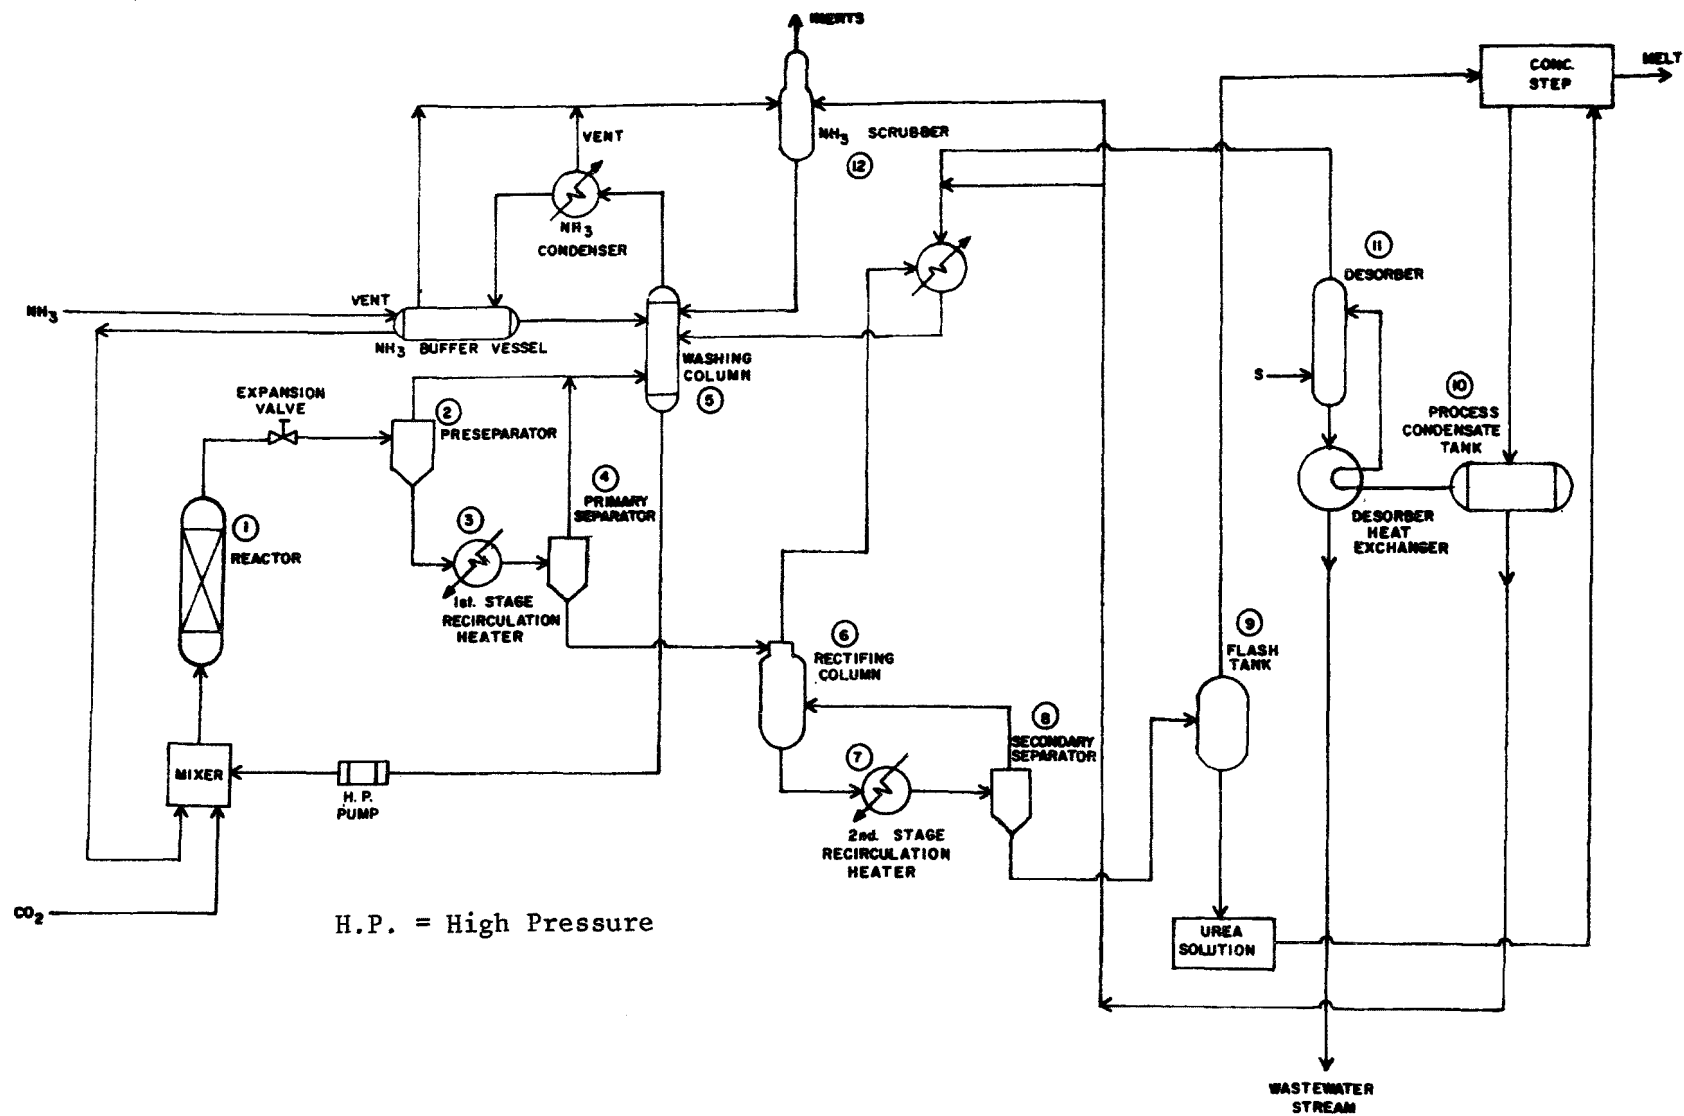 INERTS
CONC.
STEP
MELT
VENT
NH3 SCRUBBER
12
NH3
CONDENSER
11
DESORBER
NH3
VENT
NH3 BUFFER VESSEL
WASHING
COLUMN
5
S
EXPANSION
VALVE
2
PRESEPARATOR
10
PROCESS
CONDENSATE
TANK
4
PRIMARY
SEPARATOR
1
REACTOR
3
1st. STAGE
RECIRCULATION
HEATER
DESORBER
HEAT
EXCHANGER
6
RECTIFING
COLUMN
9
FLASH
TANK
8
SECONDARY
SEPARATOR
7
2nd. STAGE
RECIRCULATION
HEATER
MIXER
H. P.
PUMP
CO2
H.P. = High Pressure
UREA
SOLUTION
WASTEWATER
STREAM